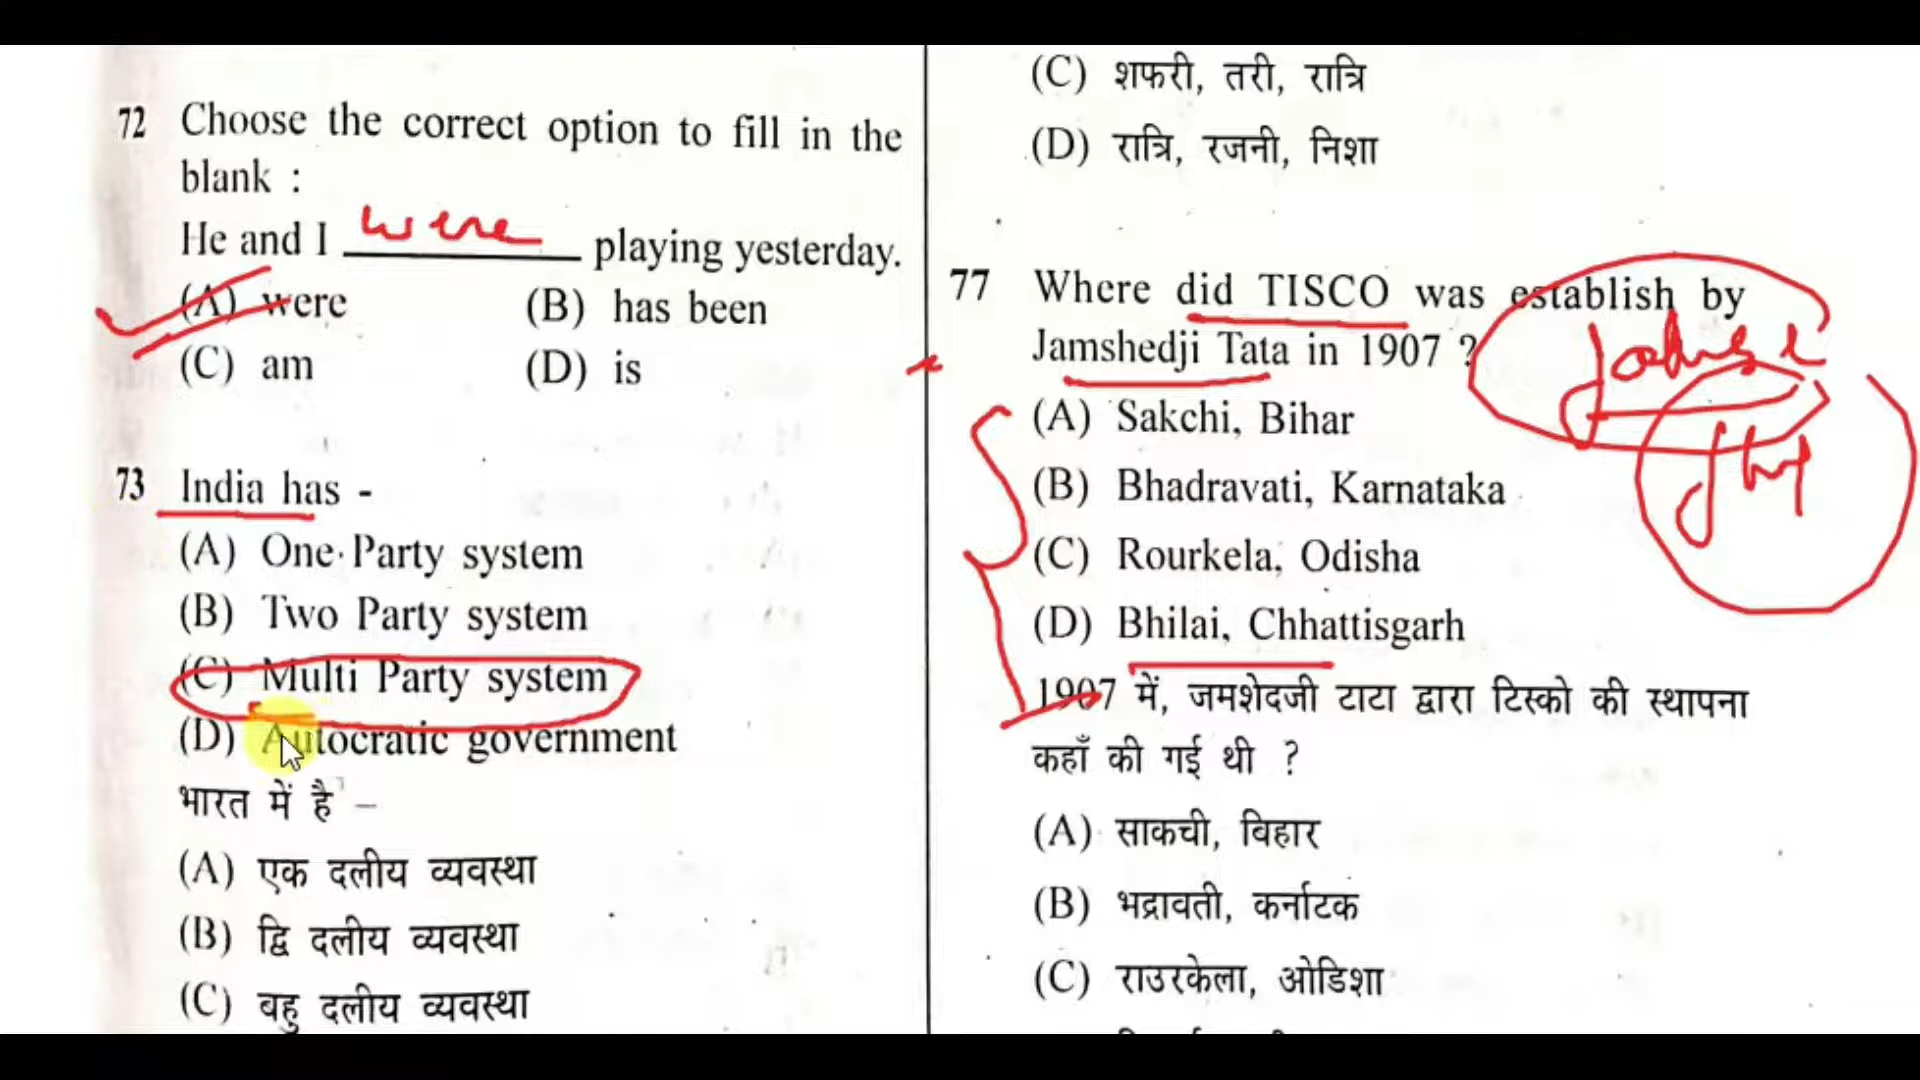 72 Choose the correct option to fill in the
blank :
He and I were playing yesterday.
(A) were (B) has been
(C) am (D) is
73 India has -
(A) One Party system
(B) Two Party system
(C) Multi Party system
(D) Autocratic government
भारत में है –
(A) एक दलीय व्यवस्था
(B) द्वि दलीय व्यवस्था
(C) बहु दलीय व्यवस्था
(C) शफरी, तरी, रात्रि
(D) रात्रि, रजनी, निशा
77 Where did TISCO was establish by
Jamshedji Tata in 1907 ?
(A) Sakchi, Bihar
(B) Bhadravati, Karnataka
(C) Rourkela, Odisha
(D) Bhilai, Chhattisgarh
1907 में, जमशेदजी टाटा द्वारा टिस्को की स्थापना
कहाँ की गई थी ?
(A) साकची, बिहार
(B) भद्रावती, कर्नाटक
(C) राउरकेला, ओडिशा